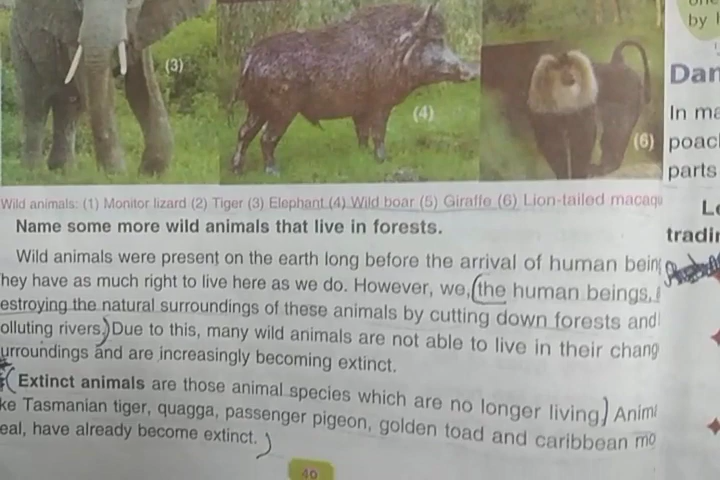 (3)
(4)
(6)
Wild animals: (1) Monitor lizard (2) Tiger (3) Elephant (4) Wild boar (5) Giraffe (6) Lion-tailed macaqu
Name some more wild animals that live in forests.
Wild animals were present on the earth long before the arrival of human bein
hey have as much right to live here as we do. However, we, (the human beings,
estroying the natural surroundings of these animals by cutting down forests and
olluting rivers.) Due to this, many wild animals are not able to live in their chang
urroundings and are increasingly becoming extinct.
(Extinct animals are those animal species which are no longer living.) Anim
ke Tasmanian tiger, quagga, passenger pigeon, golden toad and caribbean mo
eal, have already become extinct.)
40
by
Dan
In ma
poac
parts
Le
tradin